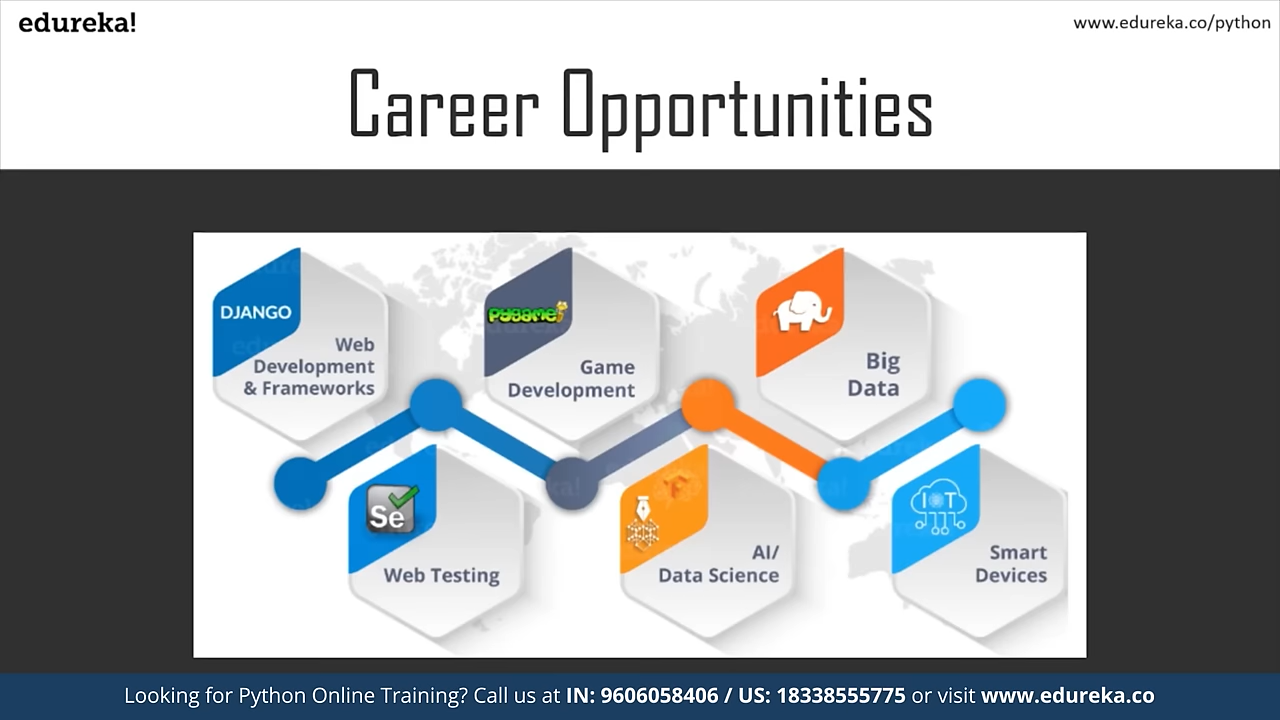 edureka!
www.edureka.co/python
Career Opportunities
DJANGO
Web
Development
& Frameworks
PYGAME
Game
Development
Big
Data
Se
Web Testing
AI/
Data Science
IoT
Smart
Devices
Looking for Python Online Training? Call us at IN: 9606058406 / US: 18338555775 or visit www.edureka.co